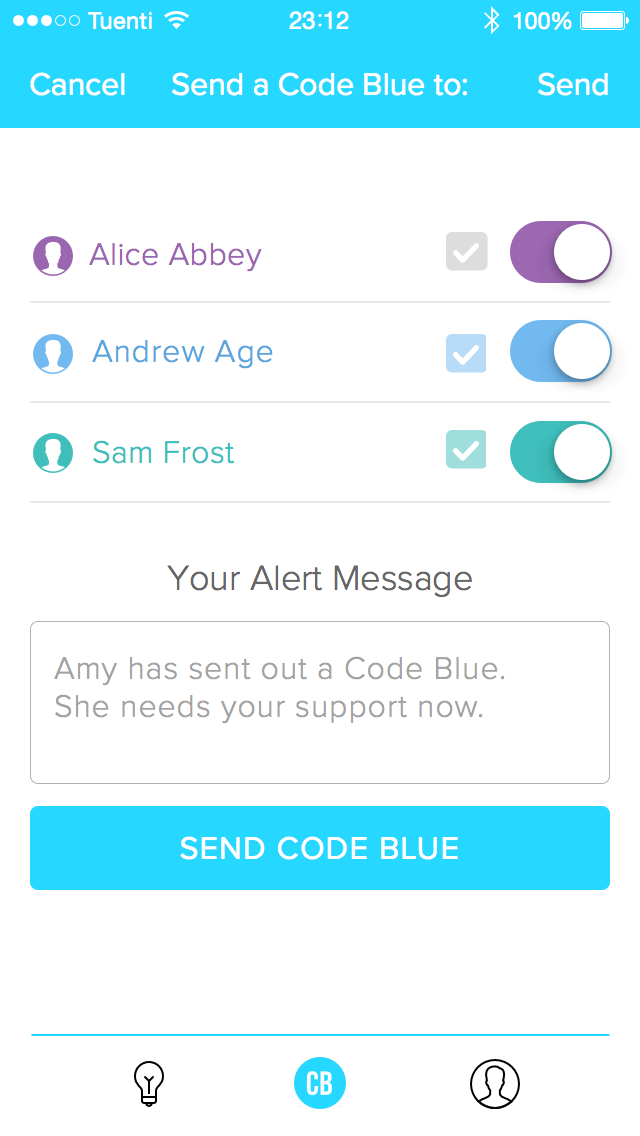 Tuenti 23:12 100%
Cancel Send a Code Blue to: Send
Alice Abbey
Andrew Age
Sam Frost
Your Alert Message
Amy has sent out a Code Blue.
She needs your support now.
SEND CODE BLUE
CB